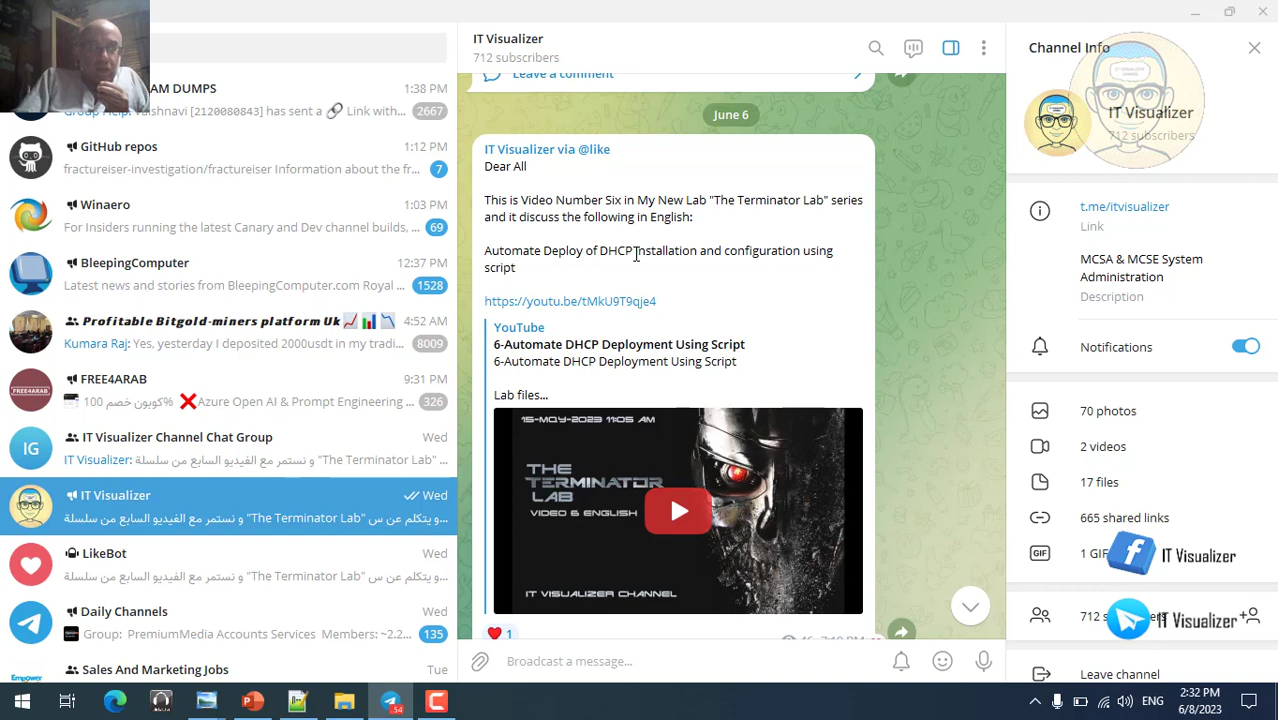 AM DUMPS
1:38 PM
Group Help: Vaishnavi [2120080843] has sent a 🔗 Link with...
2667
GitHub repos
1:12 PM
fractureiser-investigation/fractureiser Information about the fr...
7
Winaero
1:03 PM
For Insiders running the latest Canary and Dev channel builds, ...
69
BleepingComputer
12:37 PM
Latest news and stories from BleepingComputer.com Royal ...
1528
Profitable Bitgold-miners platform Uk 📈 📊 📉
4:52 AM
Kumara Raj: Yes, yesterday I deposited 2000usdt in my tradi...
8009
FREE4ARAB
9:31 PM
كوبون خصم 100% ❌Azure Open AI & Prompt Engineering ...
326
IG
IT Visualizer Channel Chat Group
Wed
IT Visualizer: و نستمر مع الفيديو السابع من سلسلة "The Terminator Lab" ...
IT Visualizer
Wed
و نستمر مع الفيديو السابع من سلسلة "The Terminator Lab" و يتكلم عن س...
LikeBot
Wed
و نستمر مع الفيديو السابع من سلسلة "The Terminator Lab" و يتكلم عن س...
Daily Channels
Wed
Group: PremiumMedia Accounts Services Members: ~2.2...
135
Sales And Marketing Jobs
Tue
Empower
IT Visualizer
712 subscribers
Leave a comment
June 6
IT Visualizer via @like
Dear All
This is Video Number Six in My New Lab "The Terminator Lab" series
and it discuss the following in English:
Automate Deploy of DHCP Installation and configuration using
script
https://youtu.be/tMkU9T9qje4
YouTube
6-Automate DHCP Deployment Using Script
6-Automate DHCP Deployment Using Script
Lab files...
15-MAY-2023 11:05 AM
THE
TERMINATOR
LAB
VIDEO 6 ENGLISH
IT VISUALIZER CHANNEL
1
46 7:10 PM
Broadcast a message...
Channel Info
IT Visualizer
712 subscribers
t.me/itvisualizer
Link
MCSA & MCSE System
Administration
Description
Notifications
70 photos
2 videos
17 files
665 shared links
GIF
1 GIF
IT Visualizer
712
IT Visualizer
Leave channel
54
ENG
2:32 PM
6/8/2023